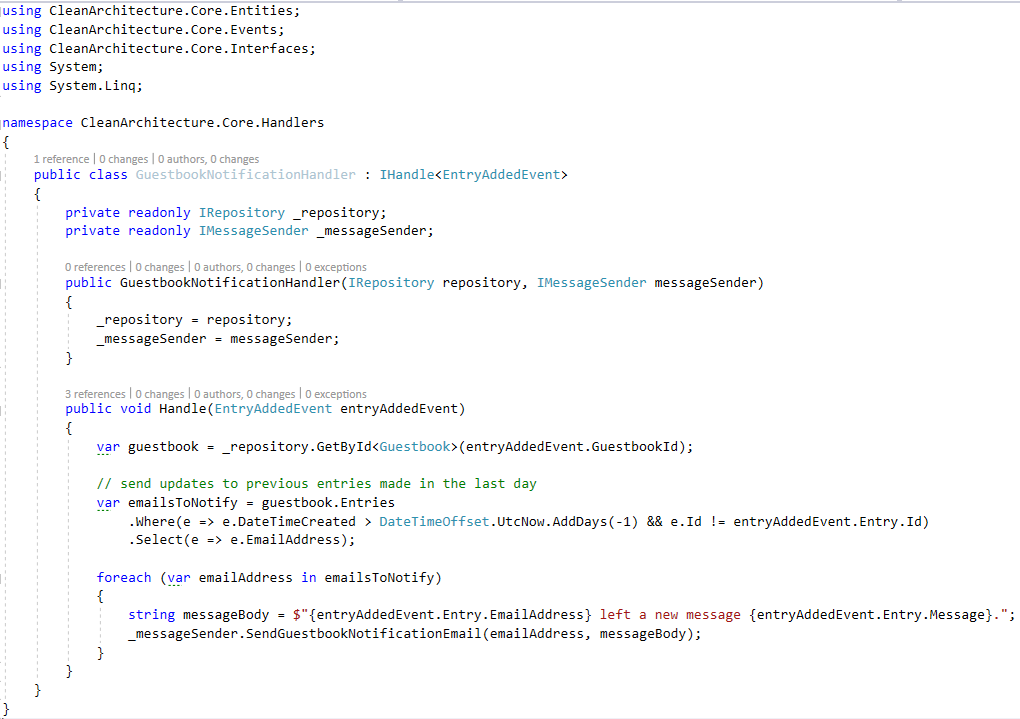 using CleanArchitecture.Core.Entities;
using CleanArchitecture.Core.Events;
using CleanArchitecture.Core.Interfaces;
using System;
using System.Linq;
namespace CleanArchitecture.Core.Handlers
{
1 reference | 0 changes | 0 authors, 0 changes
public class GuestbookNotificationHandler : IHandle<EntryAddedEvent>
{
private readonly IRepository _repository;
private readonly IMessageSender _messageSender;
0 references | 0 changes | 0 authors, 0 changes | 0 exceptions
public GuestbookNotificationHandler(IRepository repository, IMessageSender messageSender)
{
_repository = repository;
_messageSender = messageSender;
}
3 references | 0 changes | 0 authors, 0 changes | 0 exceptions
public void Handle(EntryAddedEvent entryAddedEvent)
{
var guestbook = _repository.GetById<Guestbook>(entryAddedEvent.GuestbookId);
// send updates to previous entries made in the last day
var emailsToNotify = guestbook.Entries
.Where(e => e.DateTimeCreated > DateTimeOffset.UtcNow.AddDays(-1) && e.Id != entryAddedEvent.Entry.Id)
.Select(e => e.EmailAddress);
foreach (var emailAddress in emailsToNotify)
{
string messageBody = $"{entryAddedEvent.Entry.EmailAddress} left a new message {entryAddedEvent.Entry.Message}.";
_messageSender.SendGuestbookNotificationEmail(emailAddress, messageBody);
}
}
}
}